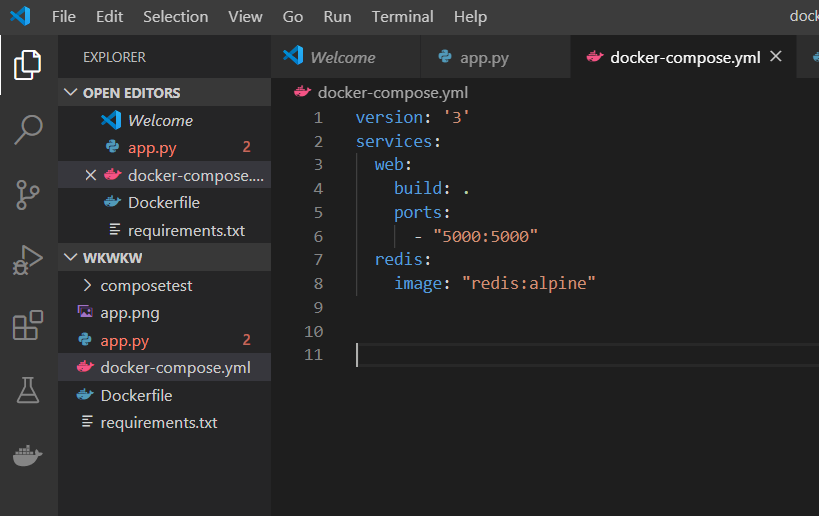 File Edit Selection View Go Run Terminal Help
EXPLORER
OPEN EDITORS
Welcome
app.py 2
docker-compose....
Dockerfile
requirements.txt
WKWKW
composetest
app.png
app.py 2
docker-compose.yml
Dockerfile
requirements.txt
Welcome app.py docker-compose.yml
docker-compose.yml
1 version: '3'
2 services:
3 web:
4 build: .
5 ports:
6 - "5000:5000"
7 redis:
8 image: "redis:alpine"
9
10
11